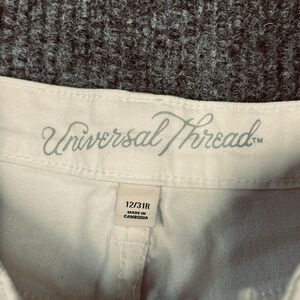 Universal Thread™
12/31R
MADE IN
CAMBODIA